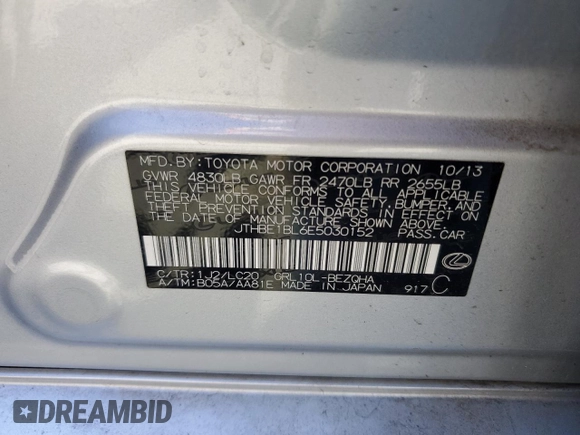 MFD.BY:TOYOTA MOTOR CORPORATION 10/13
GVWR 4830LB GAWR FR 2470LB RR 2655LB
THIS VEHICLE CONFORMS TO ALL APPLICABLE
FEDERAL MOTOR VEHICLE SAFETY,BUMPER,AND
THEFT PREVENTION STANDARDS IN EFFECT ON
THE DATE OF MANUFACTURE SHOWN ABOVE.
JTHBE1BL6E5030152 PASS.CAR
C/TR:1J2/LC20 GRL10L-BEZQHA
A/TM:B05A/AA81E MADE IN JAPAN 917 C
DREAMBID